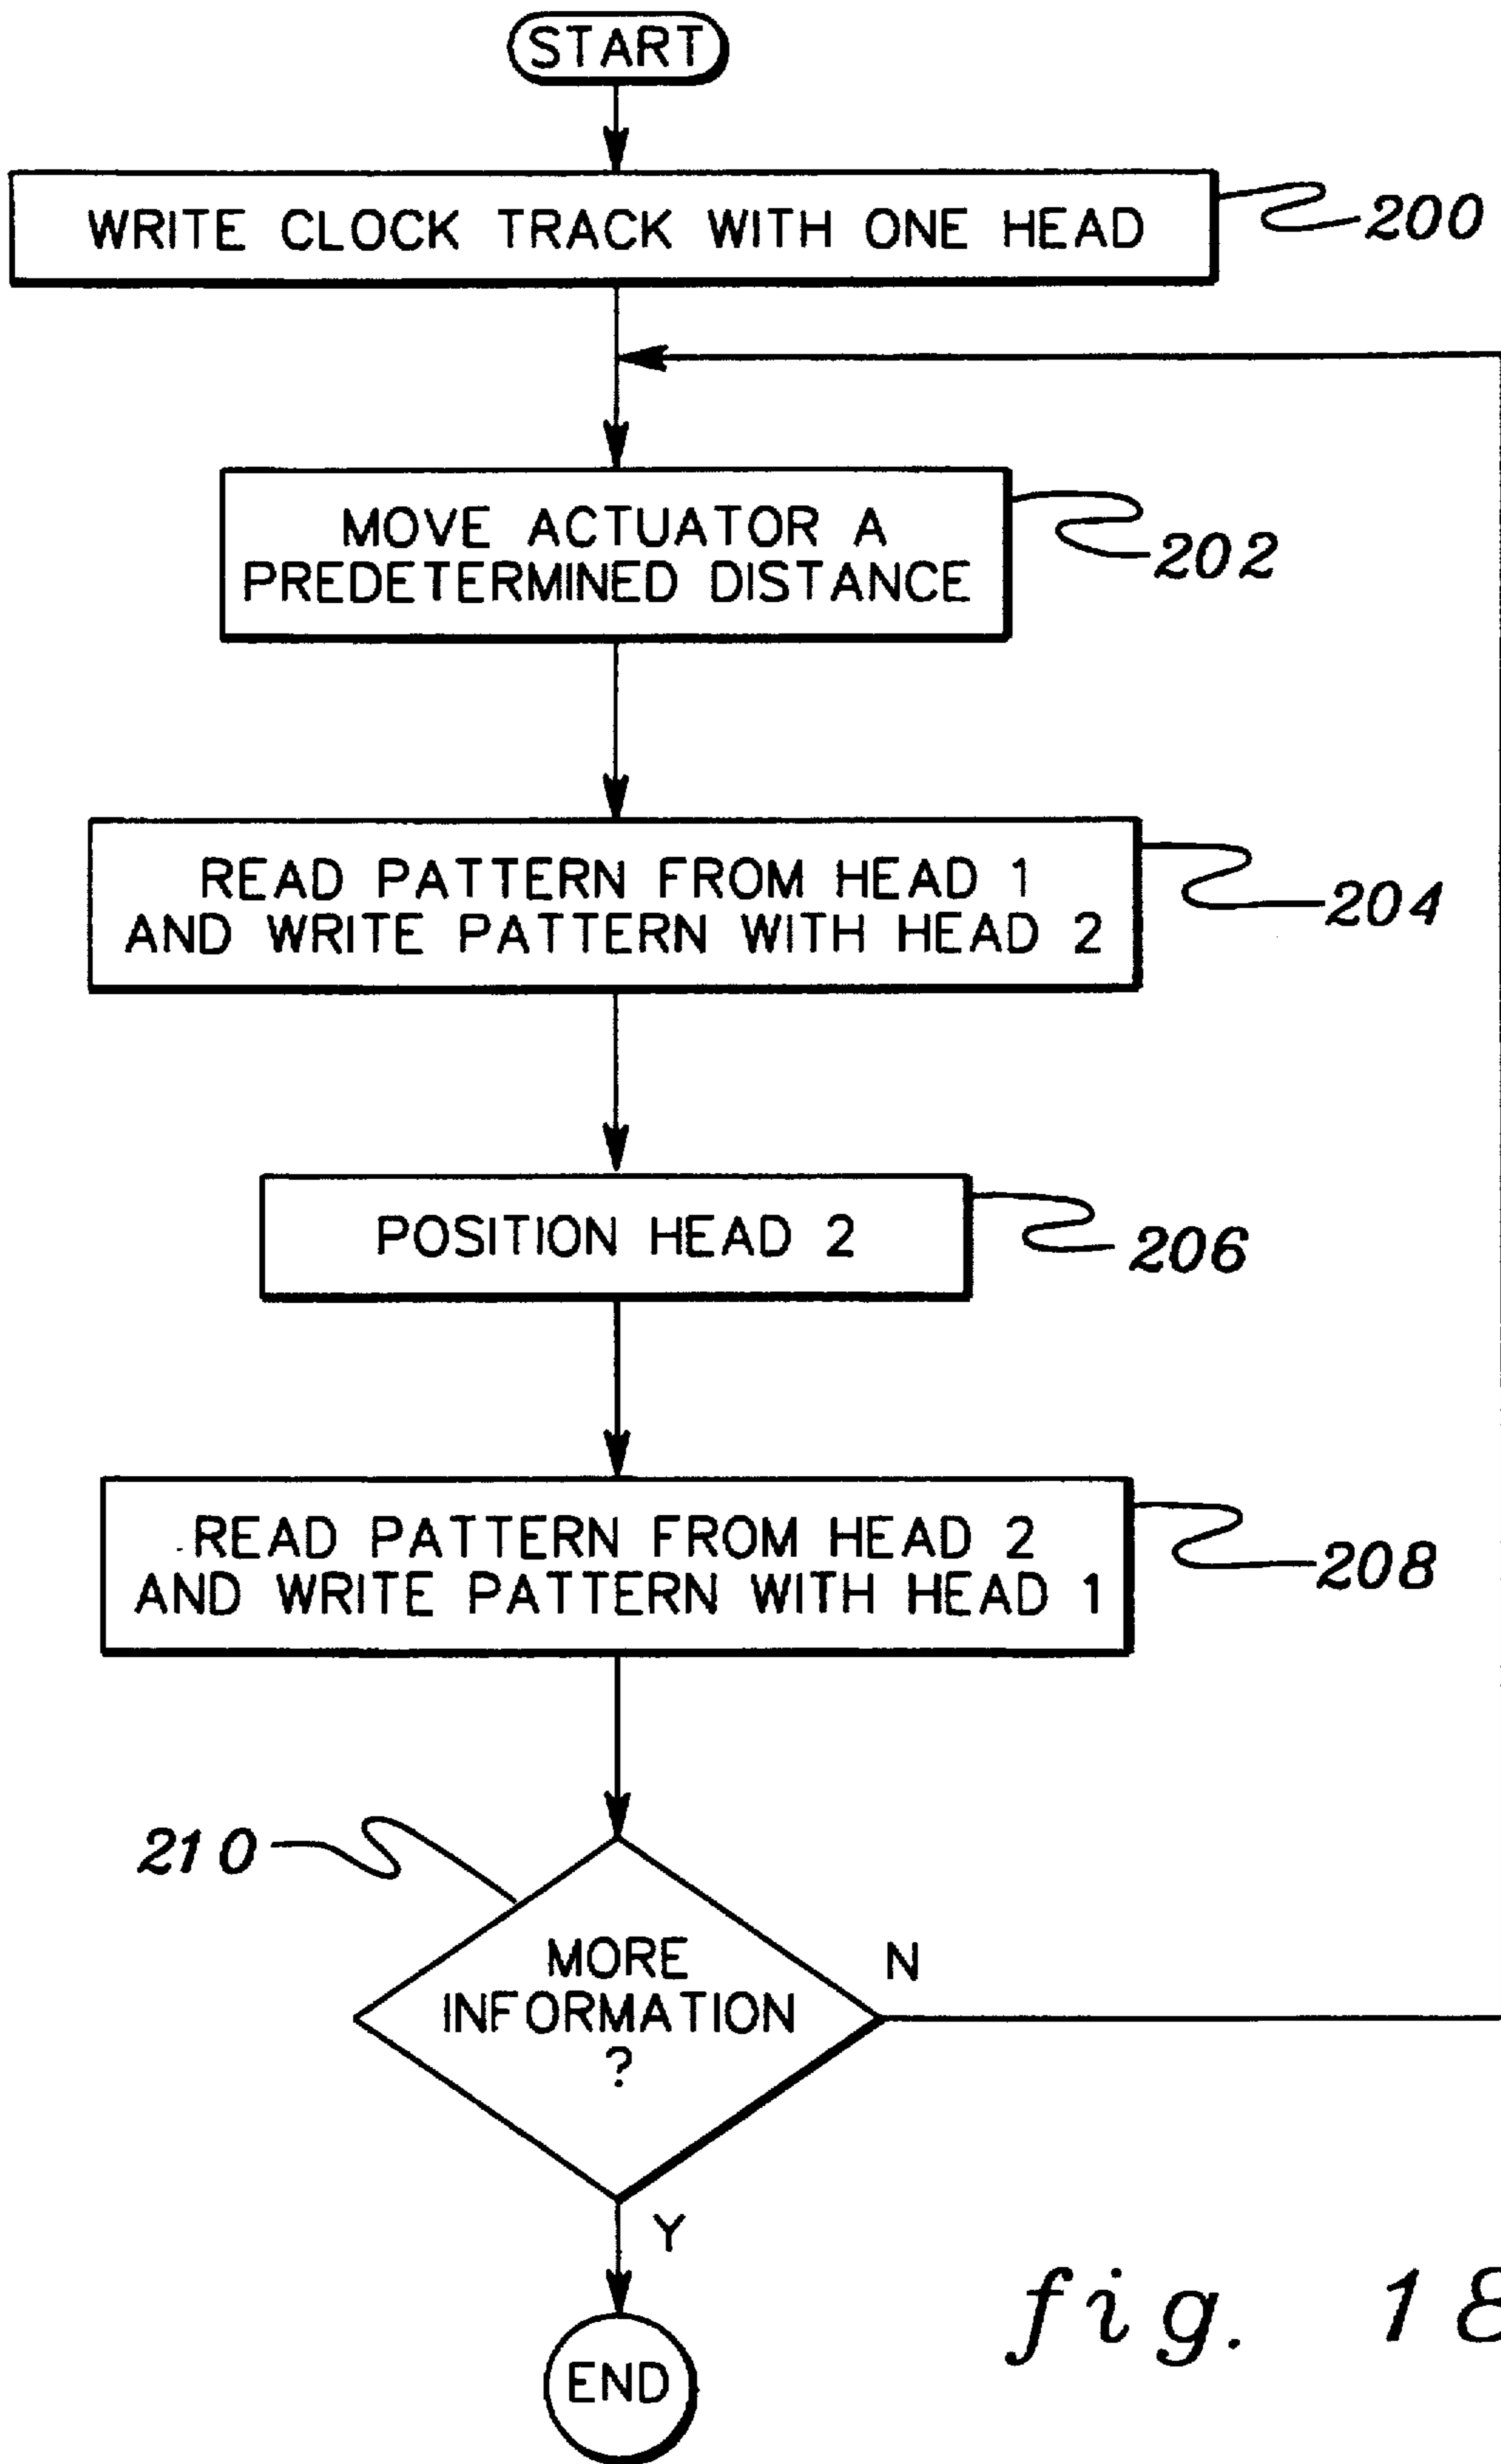 START
WRITE CLOCK TRACK WITH ONE HEAD
200
MOVE ACTUATOR A
PREDETERMINED DISTANCE
202
READ PATTERN FROM HEAD 1
AND WRITE PATTERN WITH HEAD 2
204
POSITION HEAD 2
206
READ PATTERN FROM HEAD 2
AND WRITE PATTERN WITH HEAD 1
208
210
MORE
INFORMATION
?
N
Y
END
fig. 18